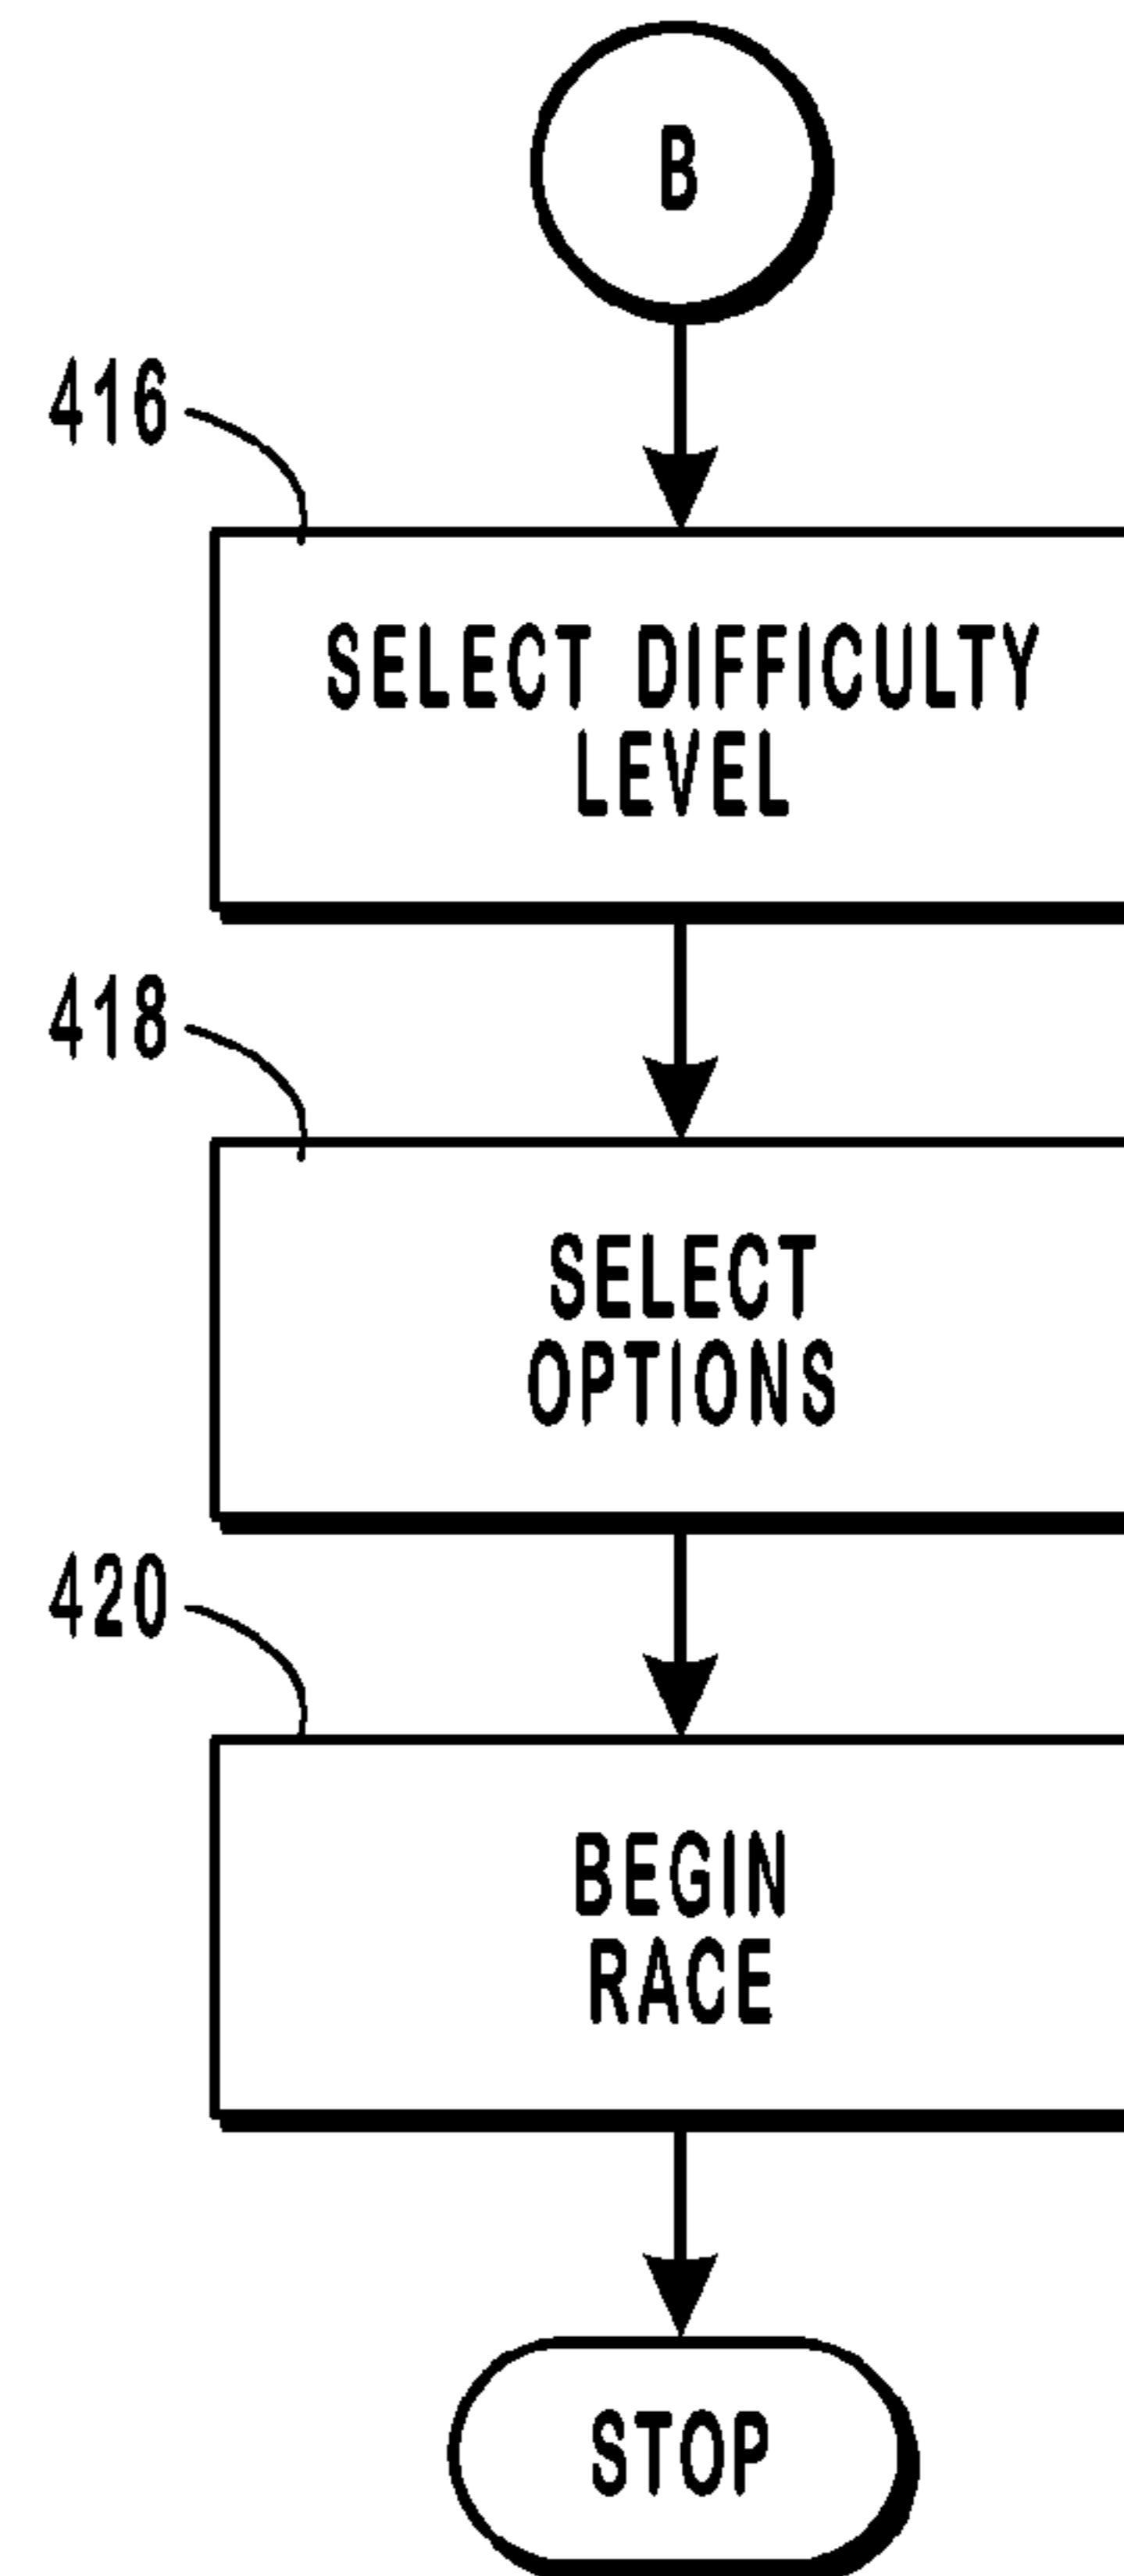 B
416
SELECT DIFFICULTY
LEVEL
418
SELECT
OPTIONS
420
BEGIN
RACE
STOP